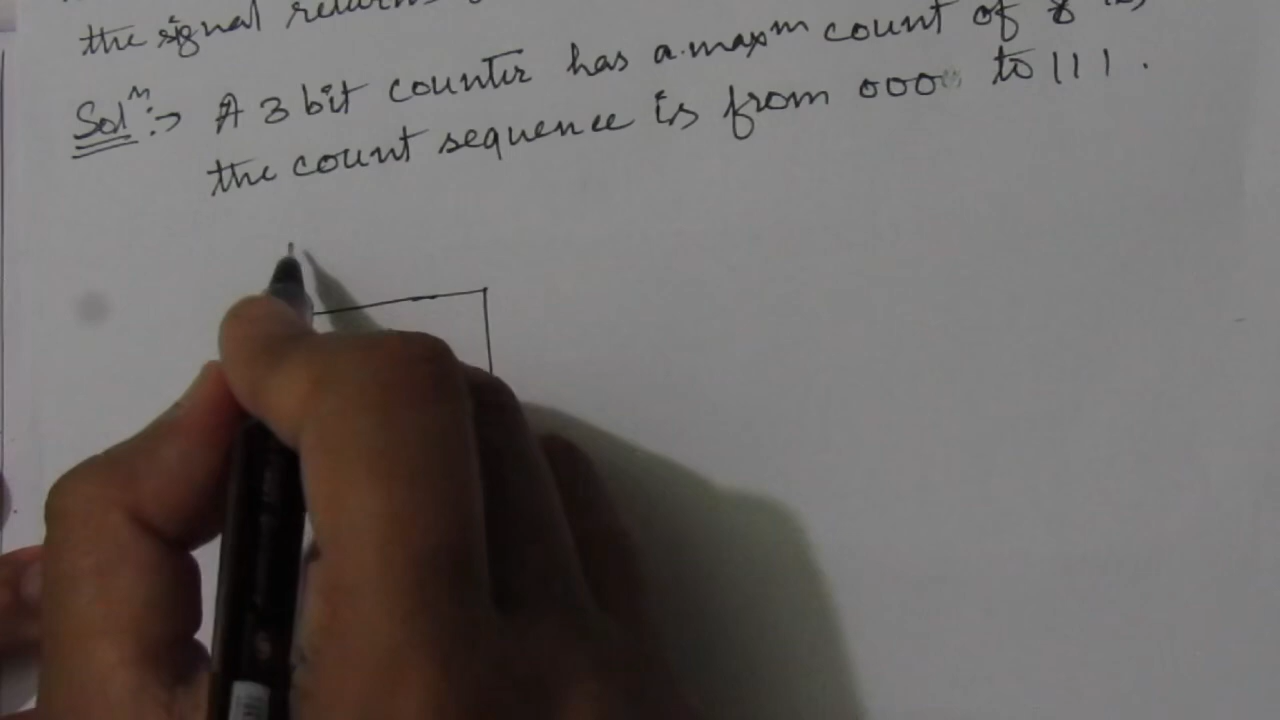 the signal returns
Solⁿ :-> A 3 bit counter has a maxᵐ count of 8
the count sequence is from 000 to 111.